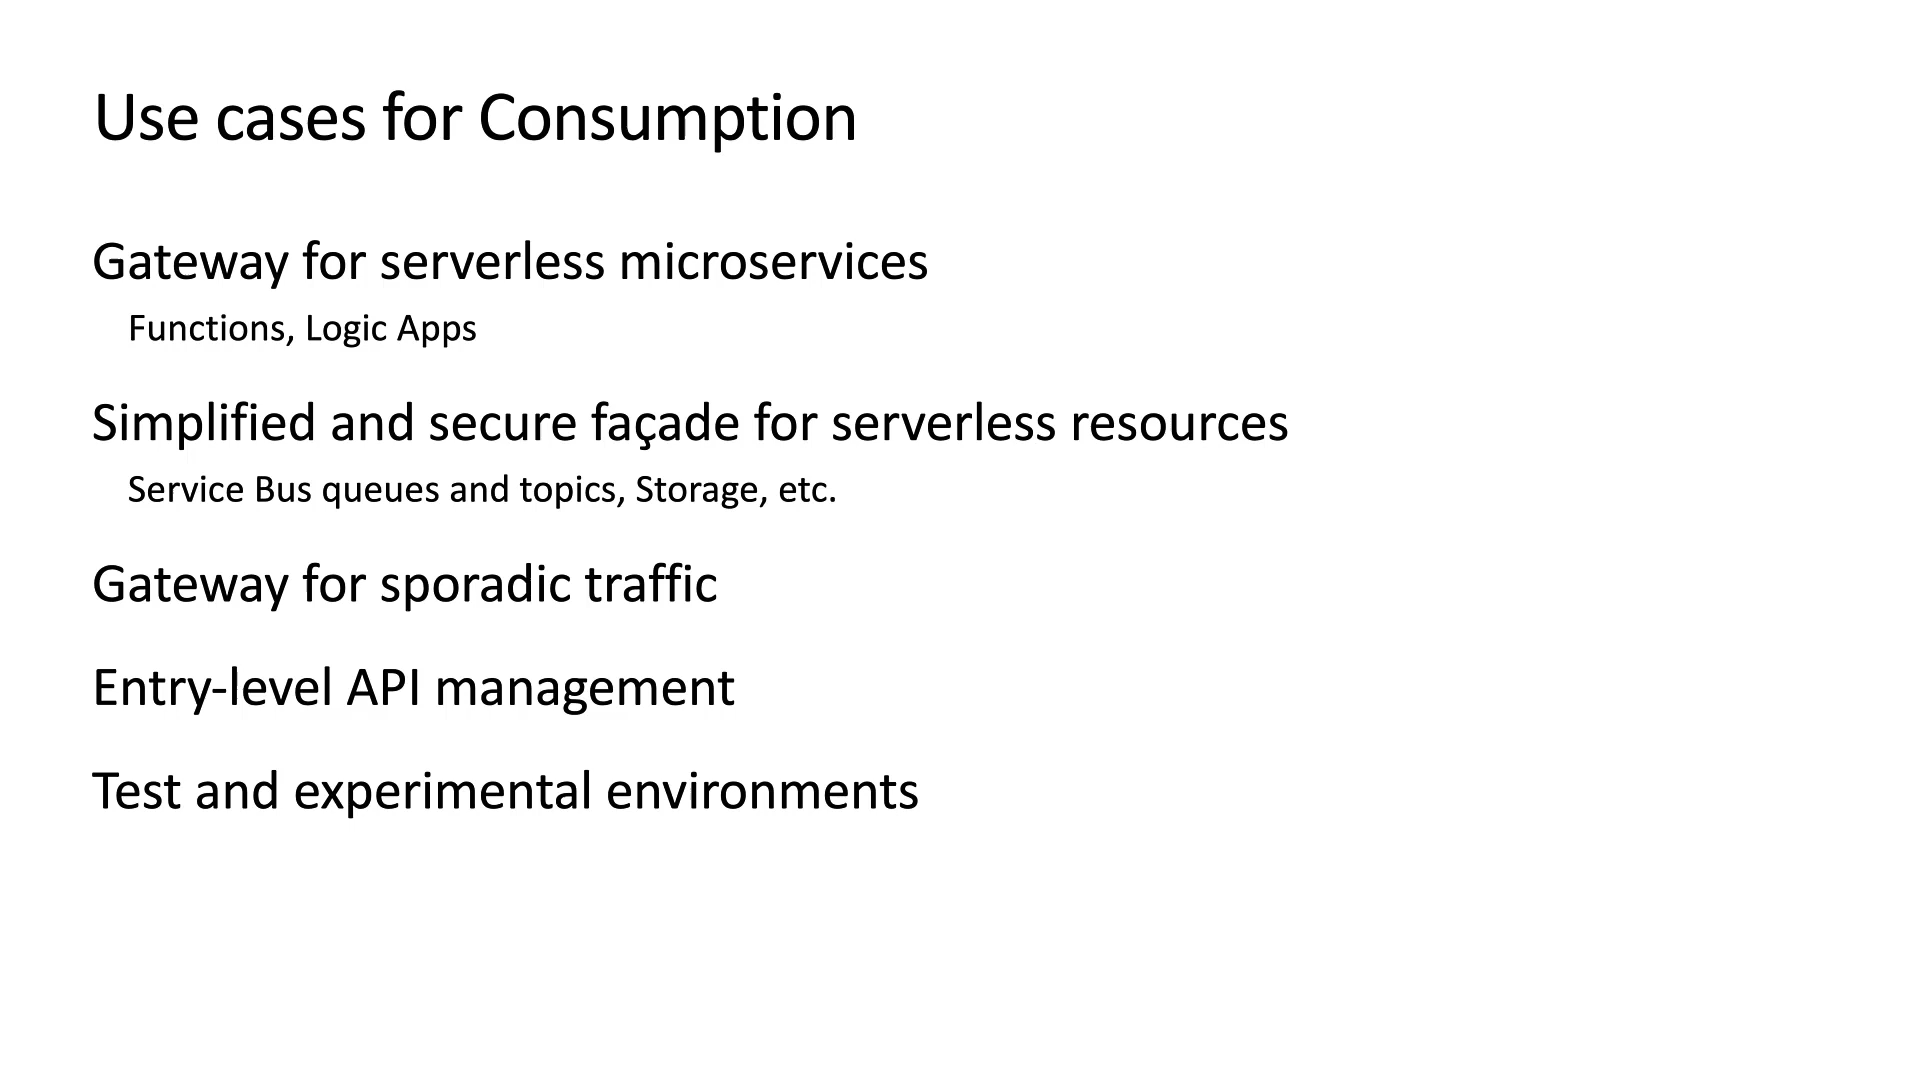 Use cases for Consumption
Gateway for serverless microservices
Functions, Logic Apps
Simplified and secure façade for serverless resources
Service Bus queues and topics, Storage, etc.
Gateway for sporadic traffic
Entry-level API management
Test and experimental environments